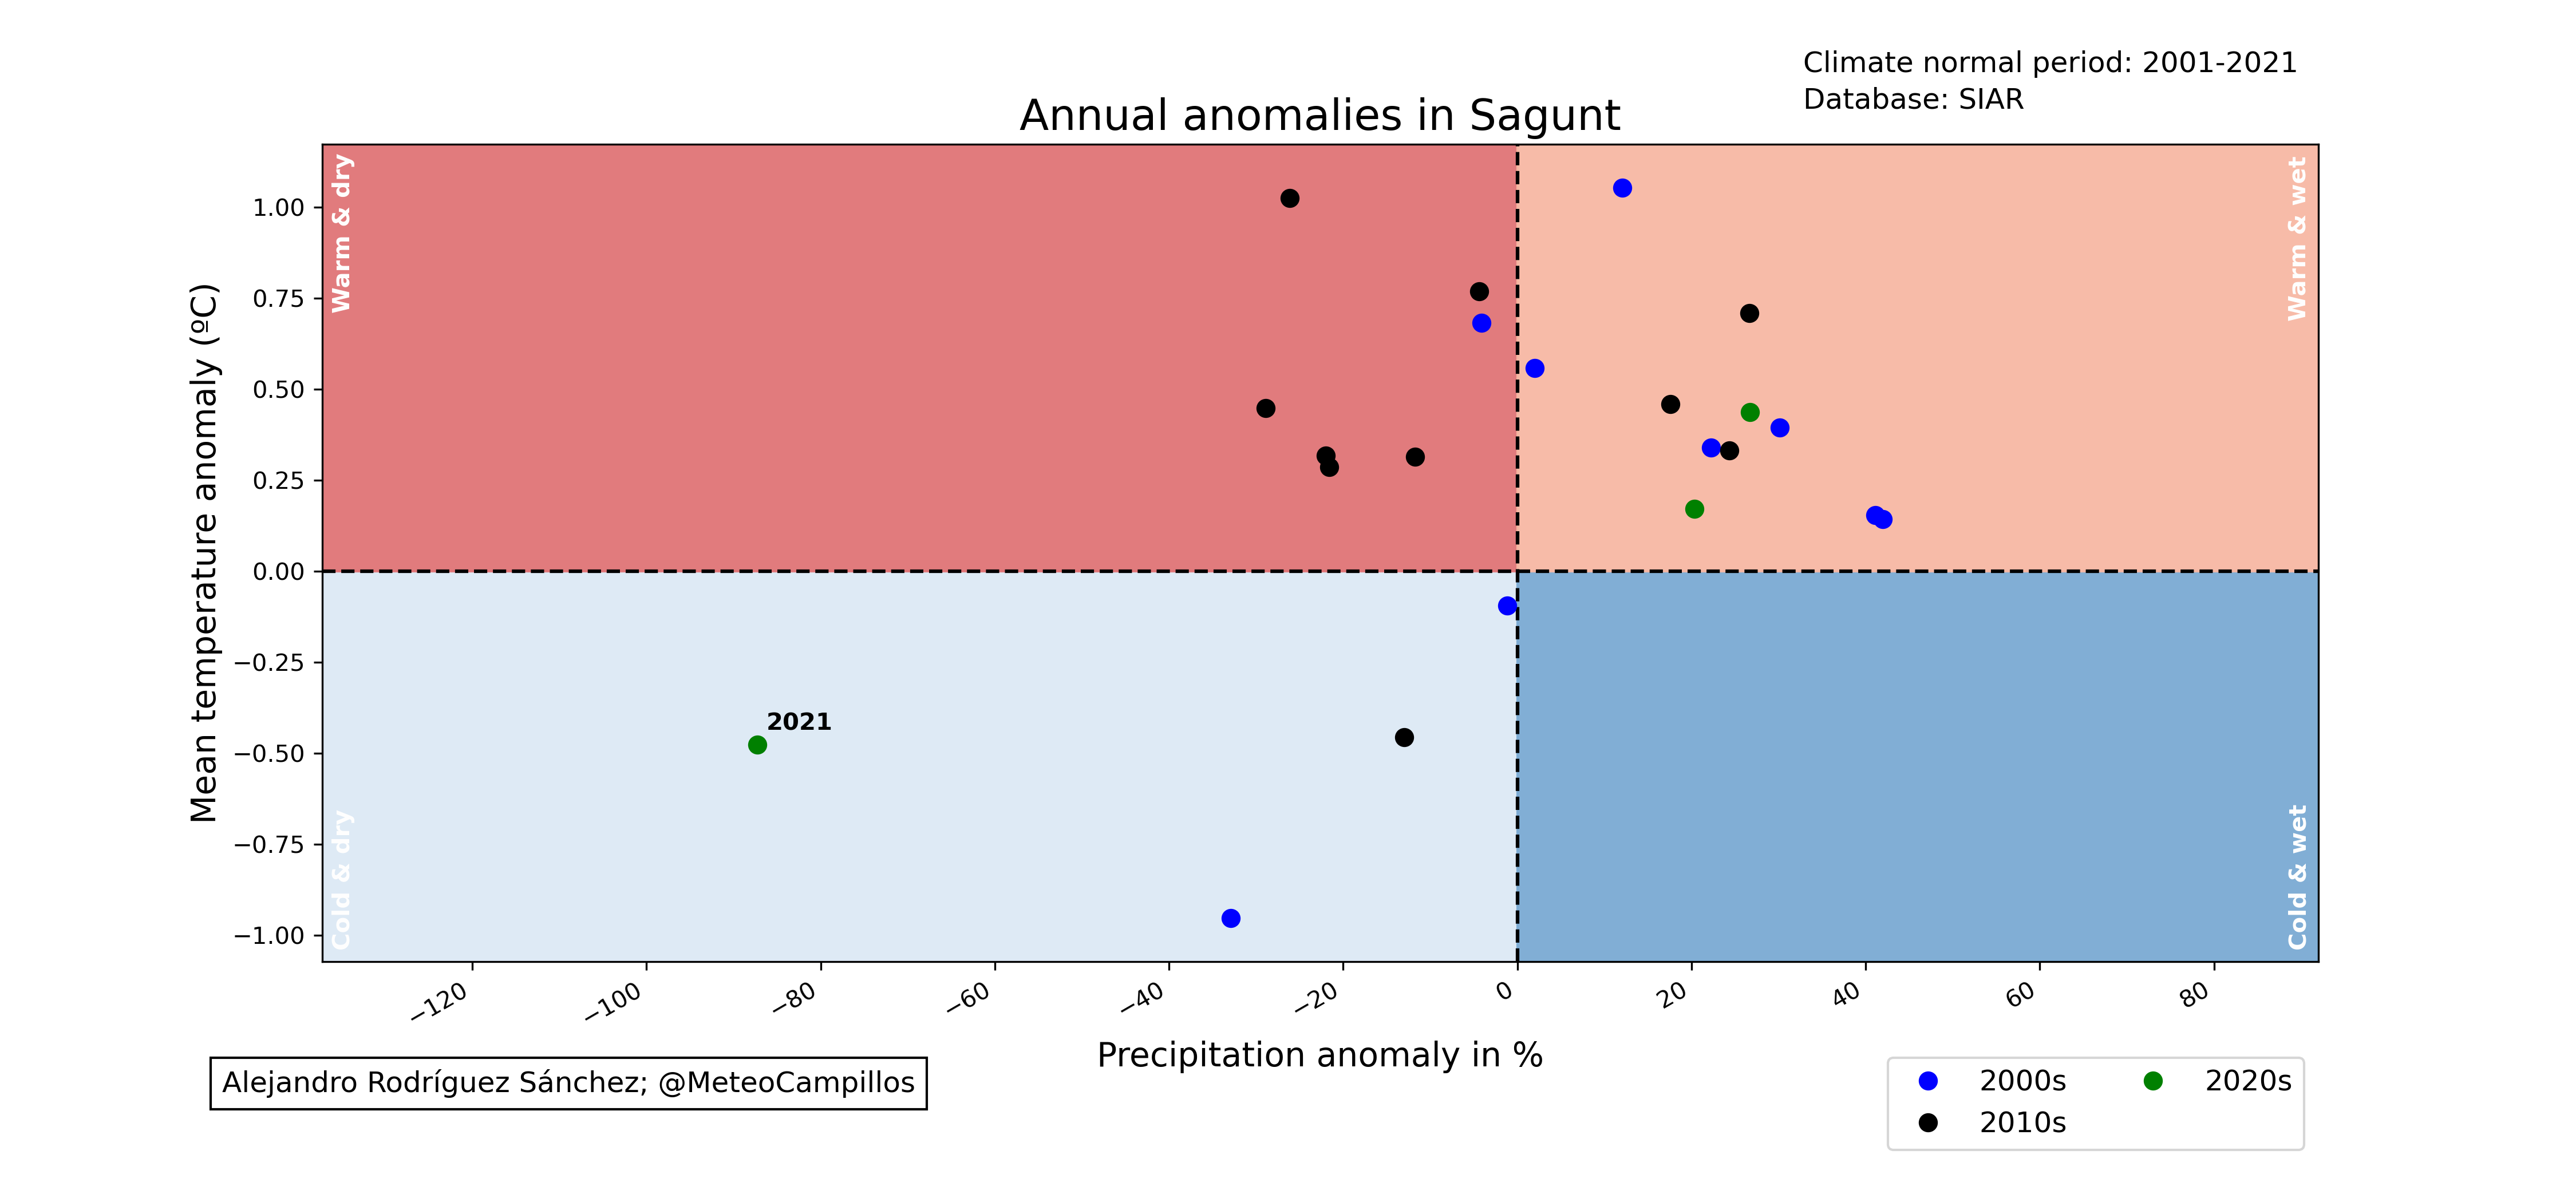 Climate normal period: 2001-2021
Database: SIAR
Annual anomalies in Sagunt
Warm & dry
Warm & wet
1.00
0.75
0.50
0.25
0.00
−0.25
−0.50
−0.75
−1.00
Mean temperature anomaly (ºC)
2021
Cold & dry
Cold & wet
−120
−100
−80
−60
−40
−20
0
20
40
60
80
Precipitation anomaly in %
Alejandro Rodríguez Sánchez; @MeteoCampillos
2000s
2010s
2020s